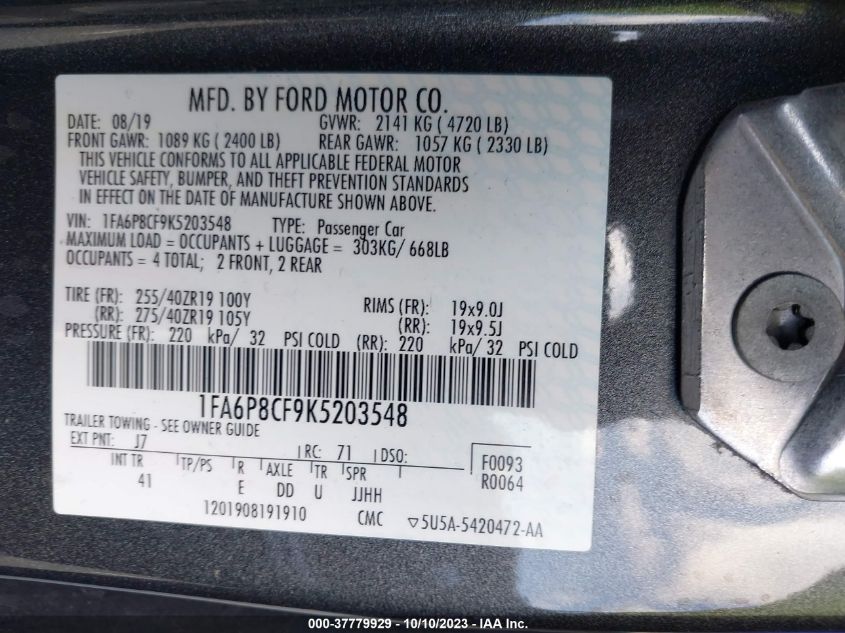 MFD. BY FORD MOTOR CO.
DATE: 08/19 GVWR: 2141 KG ( 4720 LB)
FRONT GAWR: 1089 KG ( 2400 LB) REAR GAWR: 1057 KG ( 2330 LB)
THIS VEHICLE CONFORMS TO ALL APPLICABLE FEDERAL MOTOR
VEHICLE SAFETY, BUMPER, AND THEFT PREVENTION STANDARDS
IN EFFECT ON THE DATE OF MANUFACTURE SHOWN ABOVE.
VIN: 1FA6P8CF9K5203548 TYPE: Passenger Car
MAXIMUM LOAD = OCCUPANTS + LUGGAGE = 303KG/ 668LB
OCCUPANTS = 4 TOTAL; 2 FRONT, 2 REAR
TIRE (FR): 255/40ZR19 100Y RIMS (FR): 19x9.0J
(RR): 275/40ZR19 105Y (RR): 19x9.5J
PRESSURE (FR): 220 kPa/ 32 PSI COLD (RR): 220 kPa/ 32 PSI COLD
1FA6P8CF9K5203548
TRAILER TOWING - SEE OWNER GUIDE
EXT PNT: J7 RC: 71 DSO: F0093
INT TR TP/PS R AXLE TR SPR R0064
41 E DD U JJHH
1201908191910 CMC ▽5U5A-5420472-AA
000-37779929 - 10/10/2023 - IAA Inc.